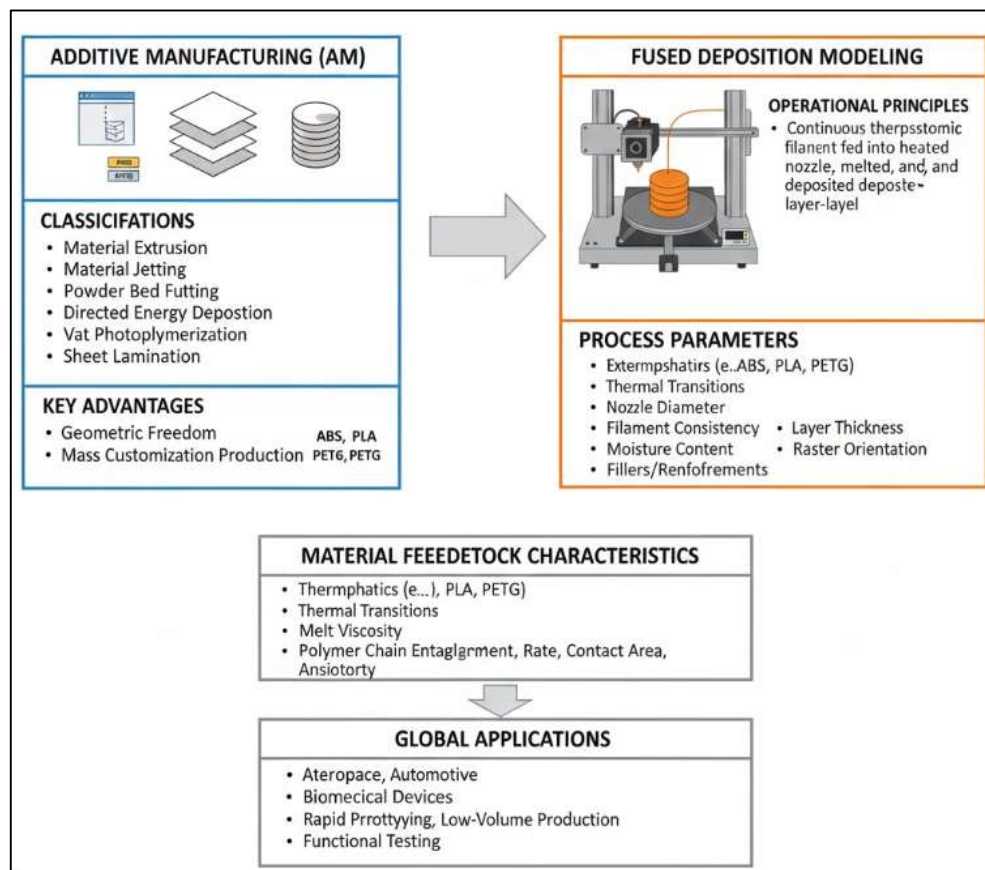 ADDITIVE MANUFACTURING (AM)
CLASSICIFATIONS
• Material Extrusion
• Material Jetting
• Powder Bed Futting
• Directed Energy Depostion
• Vat Photoplymerization
• Sheet Lamination
KEY ADVANTAGES
• Geometric Freedom
• Mass Customization Production
ABS, PLA
PETG, PETG
FUSED DEPOSITION MODELING
OPERATIONAL PRINCIPLES
• Continuous therpsstomic
filanent fed into heated
nozzle, melted, and, and
deposited deposte-
layer-layel
PROCESS PARAMETERS
• Extermpshatirs (e..ABS, PLA, PETG)
• Thermal Transitions
• Nozzle Diameter
• Filament Consistency
• Moisture Content
• Fillers/Renfofrements
• Layer Thickness
• Raster Orientation
MATERIAL FEEEDETOCK CHARACTERISTICS
• Thermphatics (e...), PLA, PETG)
• Thermal Transitions
• Melt Viscosity
• Polymer Chain Entaglgrment, Rate, Contact Area,
Ansiotorty
GLOBAL APPLICATIONS
• Ateropace, Automotive
• Biomecical Devices
• Rapid Prrottyying, Low-Volume Production
• Functional Testing